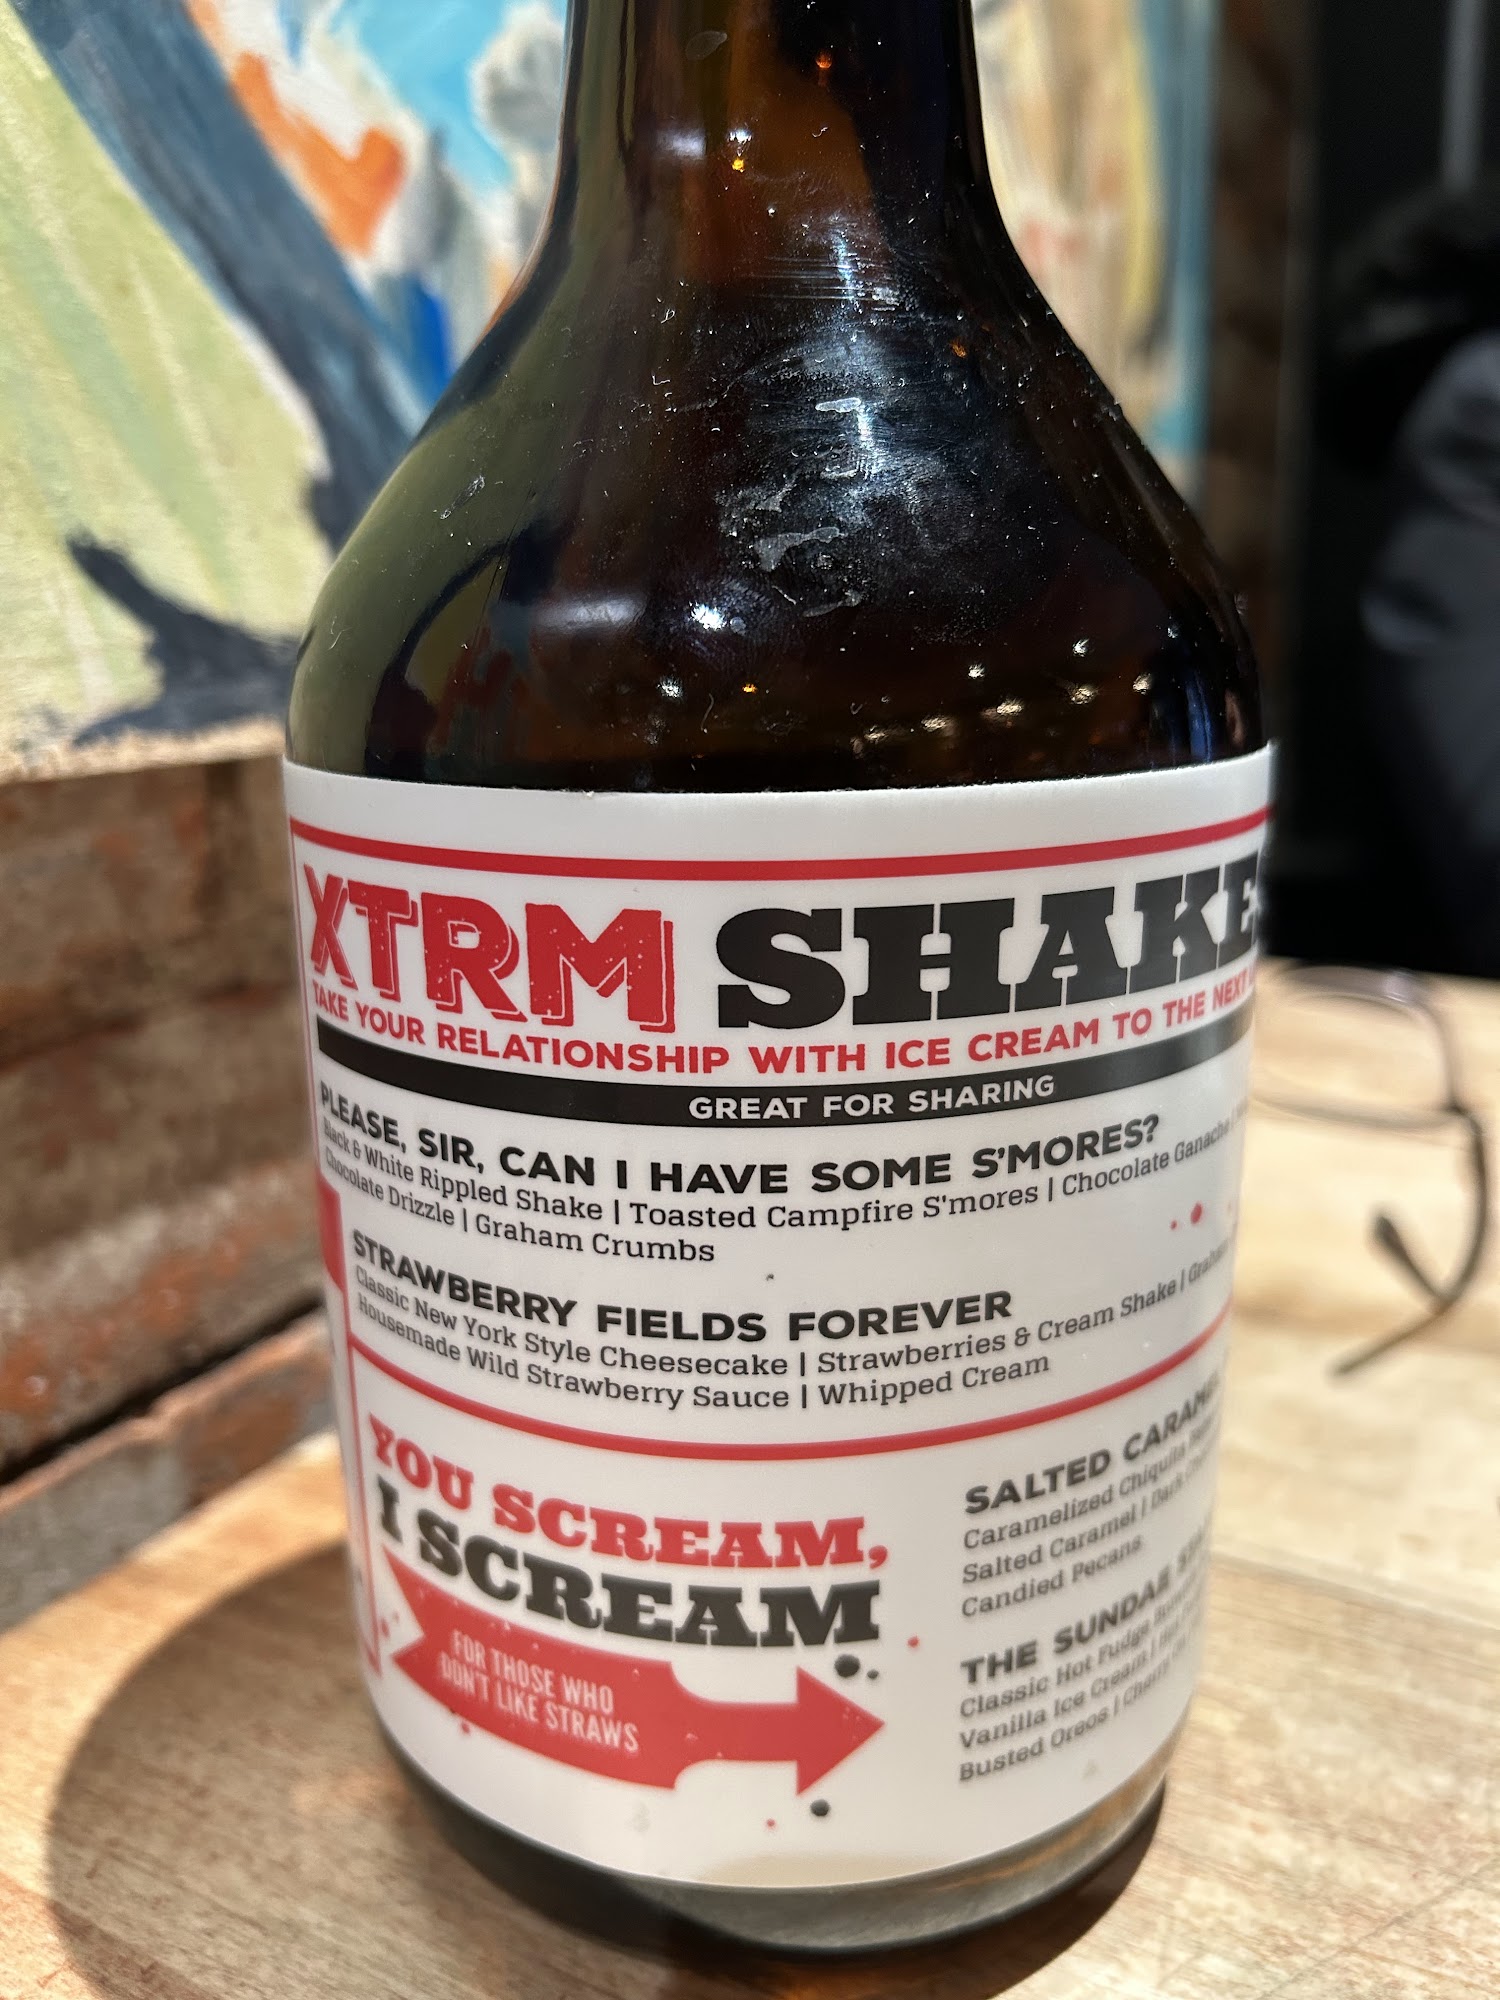 XTRM SHAKE
TAKE YOUR RELATIONSHIP WITH ICE CREAM TO THE NEXT
GREAT FOR SHARING
PLEASE, SIR, CAN I HAVE SOME S'MORES?
Black & White Rippled Shake | Toasted Campfire S'mores | Chocolate Ganache |
Chocolate Drizzle | Graham Crumbs
STRAWBERRY FIELDS FOREVER
Classic New York Style Cheesecake | Strawberries & Cream Shake |
Housemade Wild Strawberry Sauce | Whipped Cream
YOU SCREAM,
I SCREAM
FOR THOSE WHO
DON'T LIKE STRAWS
SALTED CARAMEL
Caramelized Chiquita
Salted Caramel | Dark
Candied Pecans
THE SUNDAE
Classic Hot Fudge
Vanilla Ice Cream |
Busted Oreos | Cherry